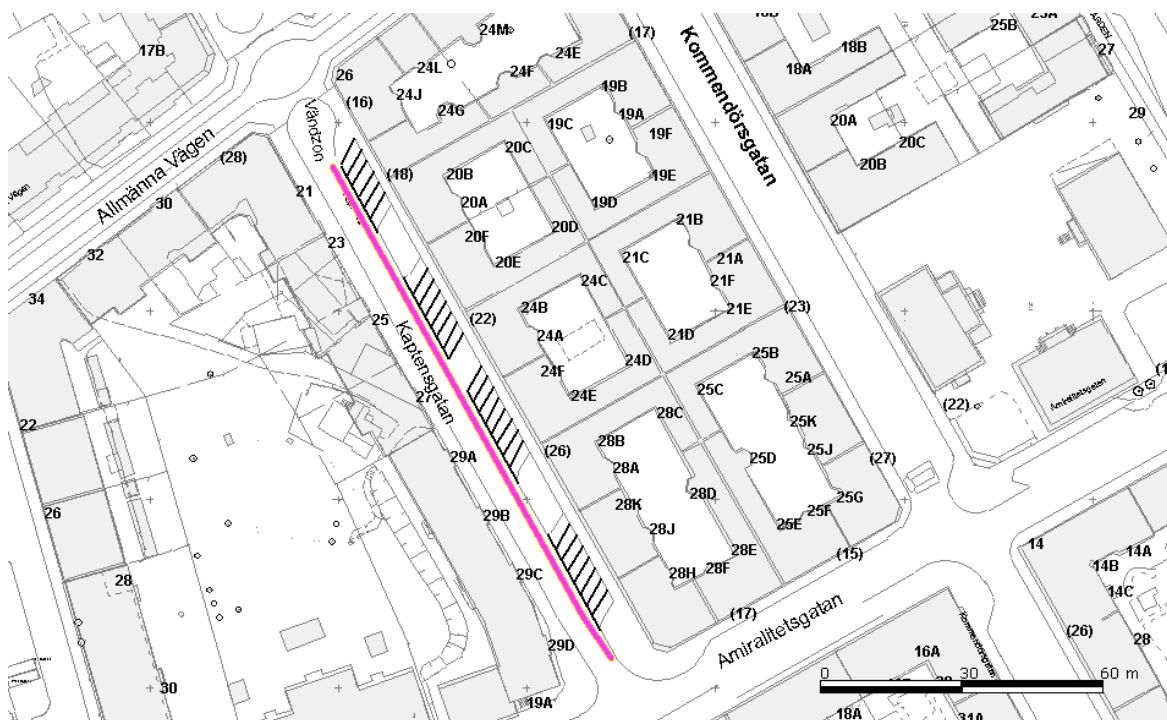 24M
17B
(17)
24E
18B
25B
27
26
24L
24F
18A
(16)
24J
24G
19B
19A
20A
20C
29
Vändzon
19C
19F
20B
Allmänna Vägen
(28)
20C
Kommendörsgatan
(18)
20B
19E
30
21
20A
19D
32
23
20F
20D
21B
20E
21C
21A
34
24C
21F
25
24B
21E
(23)
(22)
24A
21D
Kaptensgatan
24F
24D
25B
25A
Amiralitetsgatan
27
24E
25C
(22)
22
28C
25K
28B
25J
(26)
29A
28A
25D
(27)
28K
28D
25G
26
29B
25F
28J
25E
28E
(15)
14
14A
14B
29C
28H
28F
14C
28
(17)
Amiralitetsgatan
(26)
28
29D
16A
Kommendörsgatan
30
0
30
60 m
19A
18A
31A